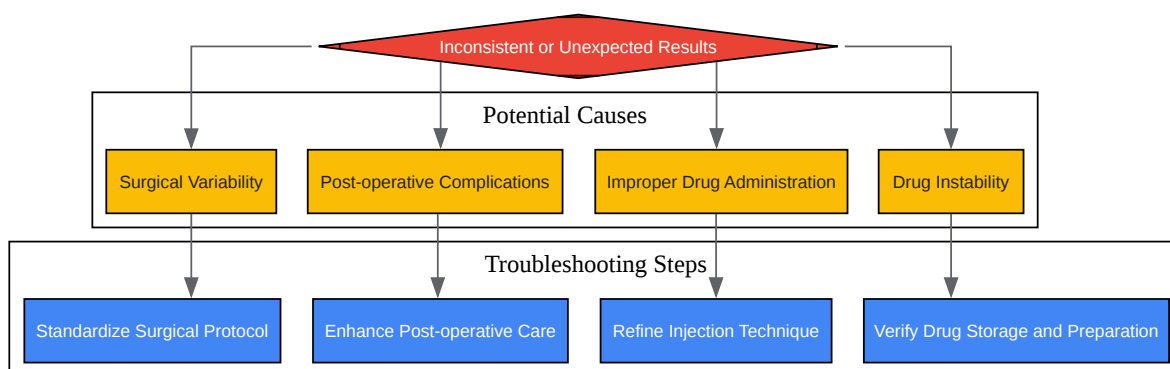 Inconsistent or Unexpected Results
Potential Causes
Surgical Variability
Post-operative Complications
Improper Drug Administration
Drug Instability
Troubleshooting Steps
Standardize Surgical Protocol
Enhance Post-operative Care
Refine Injection Technique
Verify Drug Storage and Preparation